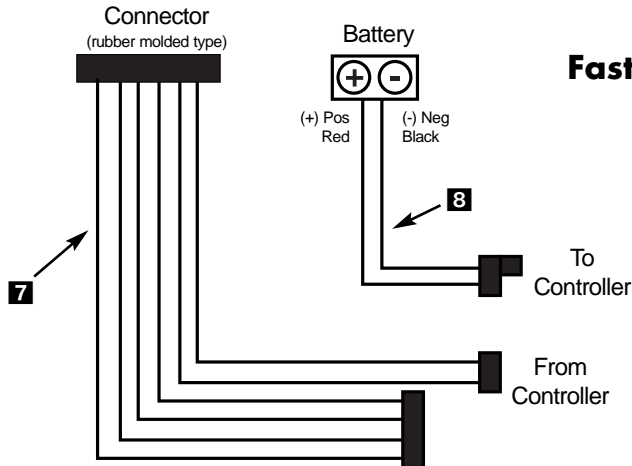 Connector
(rubber molded type)
Battery
Fast
+ -
(+) Pos
Red
(-) Neg
Black
8
7
To
Controller
From
Controller